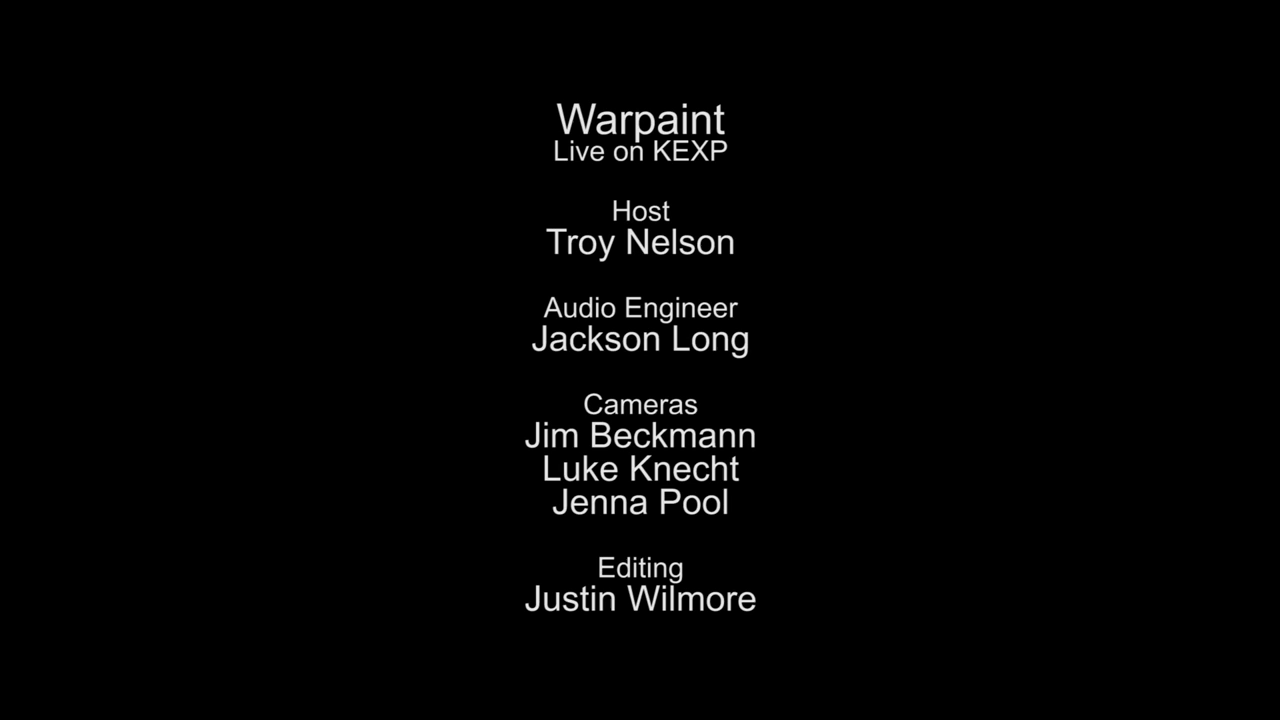 Warpaint
Live on KEXP
Host
Troy Nelson
Audio Engineer
Jackson Long
Cameras
Jim Beckmann
Luke Knecht
Jenna Pool
Editing
Justin Wilmore